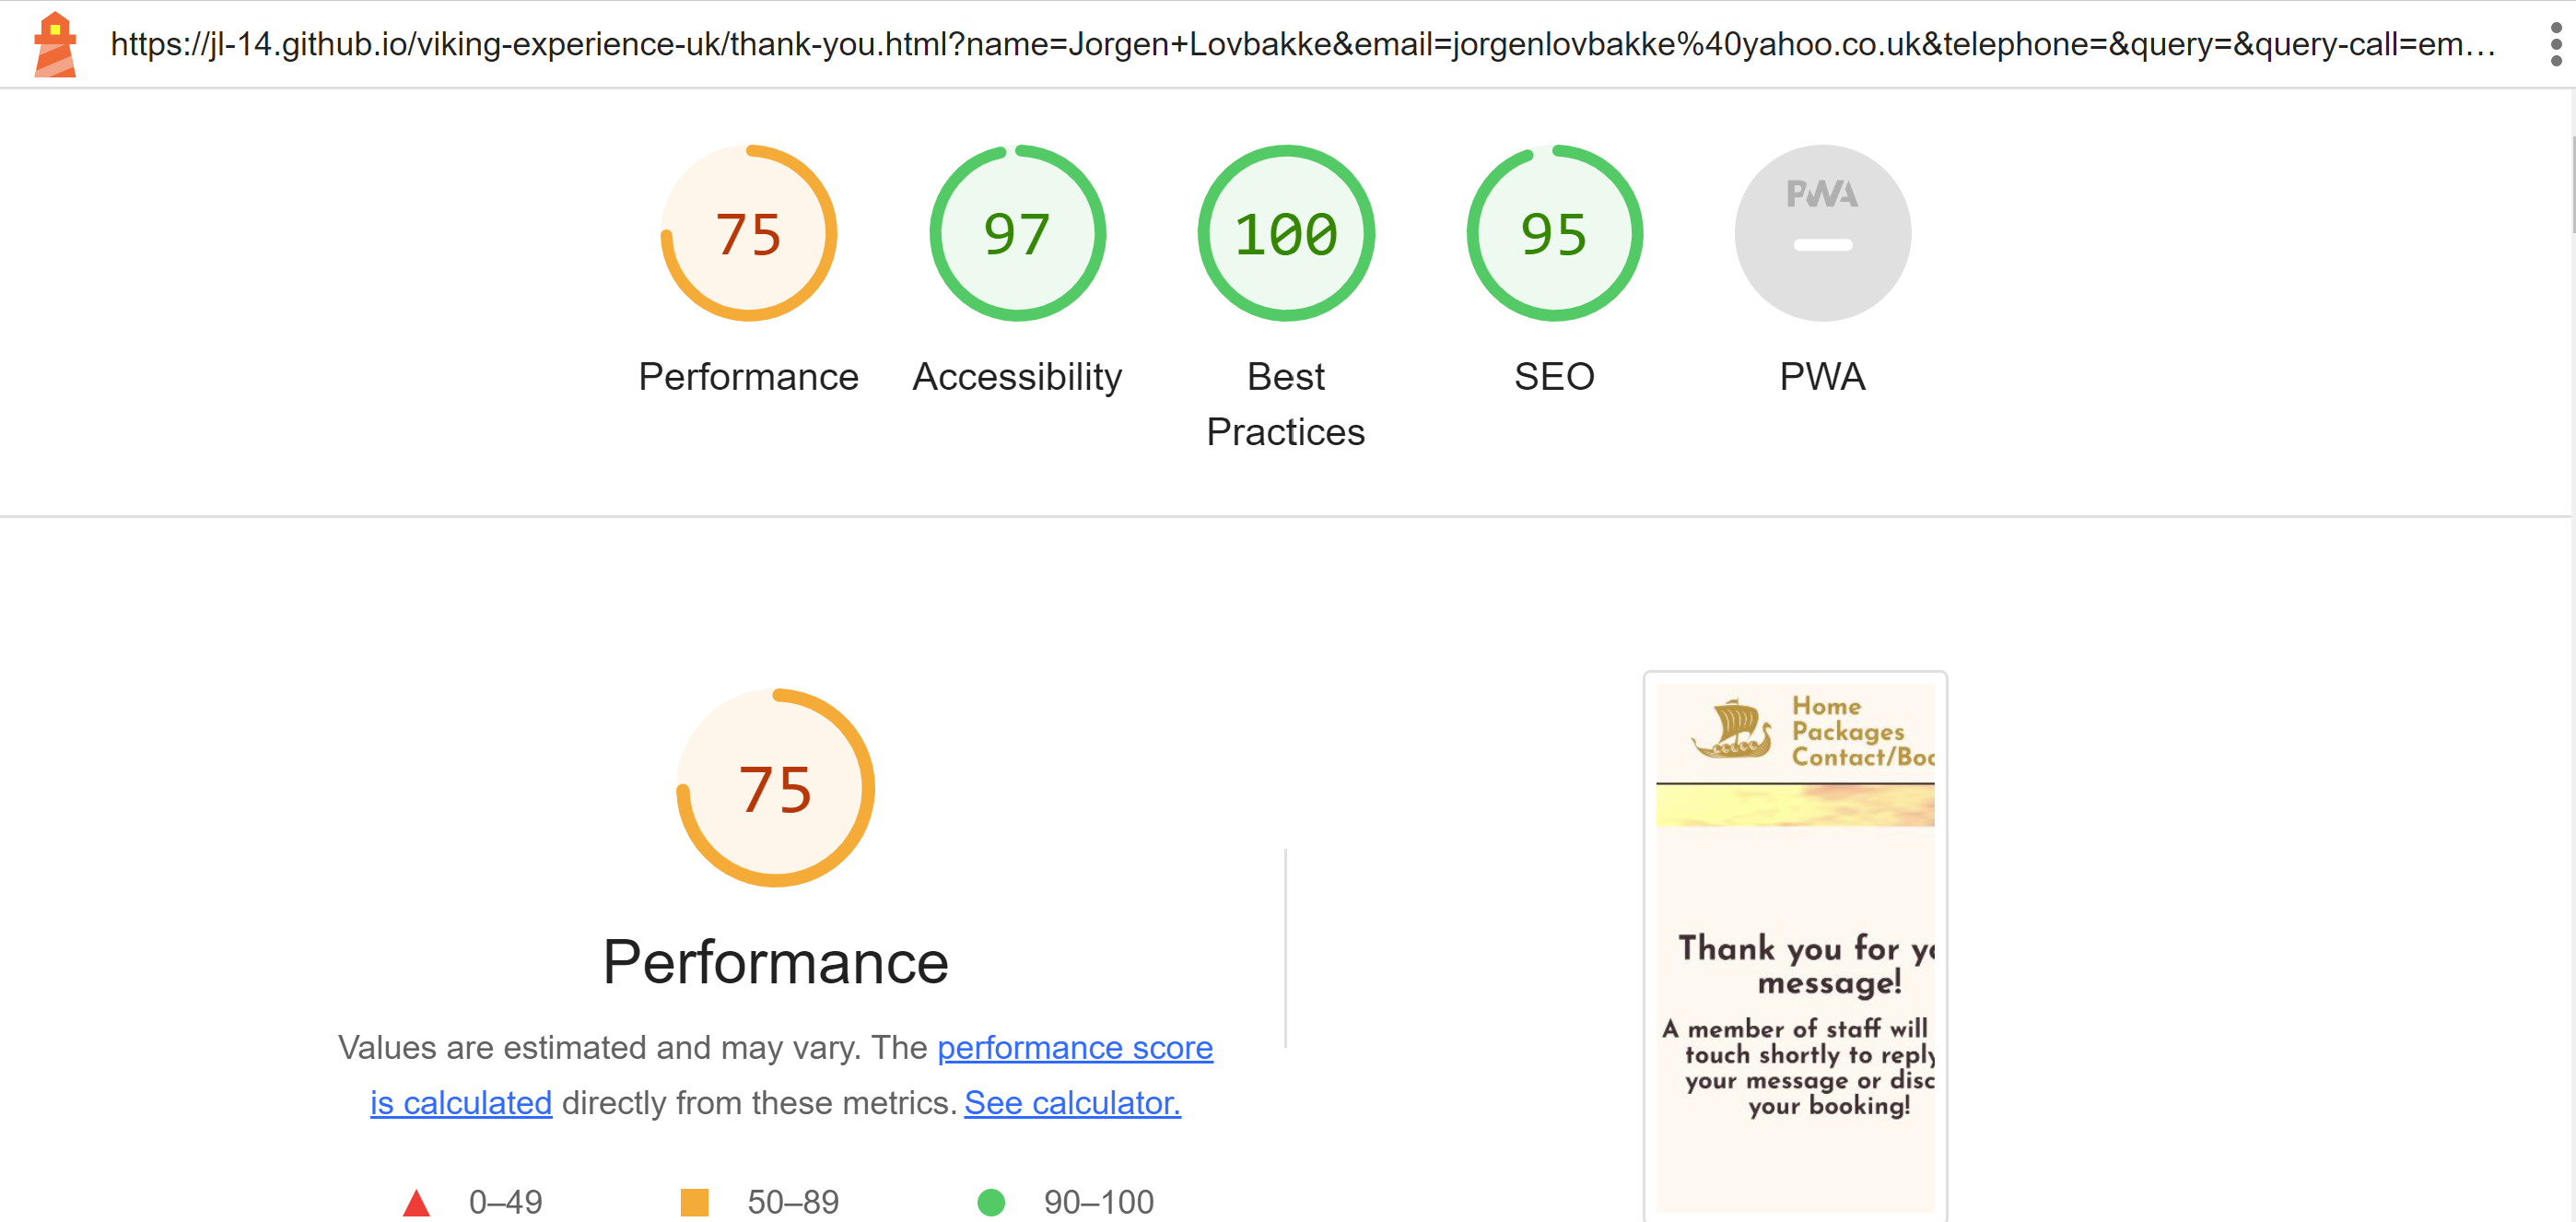 https://jl-14.github.io/viking-experience-uk/thank-you.html?name=Jorgen+Lovbakke&email=jorgenlovbakke%40yahoo.co.uk&telephone=&query=&query-call=em…
75
97
100
95
PWA
Performance
Accessibility
Best
Practices
SEO
PWA
75
Performance
Values are estimated and may vary. The performance score
is calculated directly from these metrics. See calculator.
0–49
50–89
90–100
Home
Packages
Contact/Boo
Thank you for yo
message!
A member of staff will
touch shortly to reply
your message or disc
your booking!